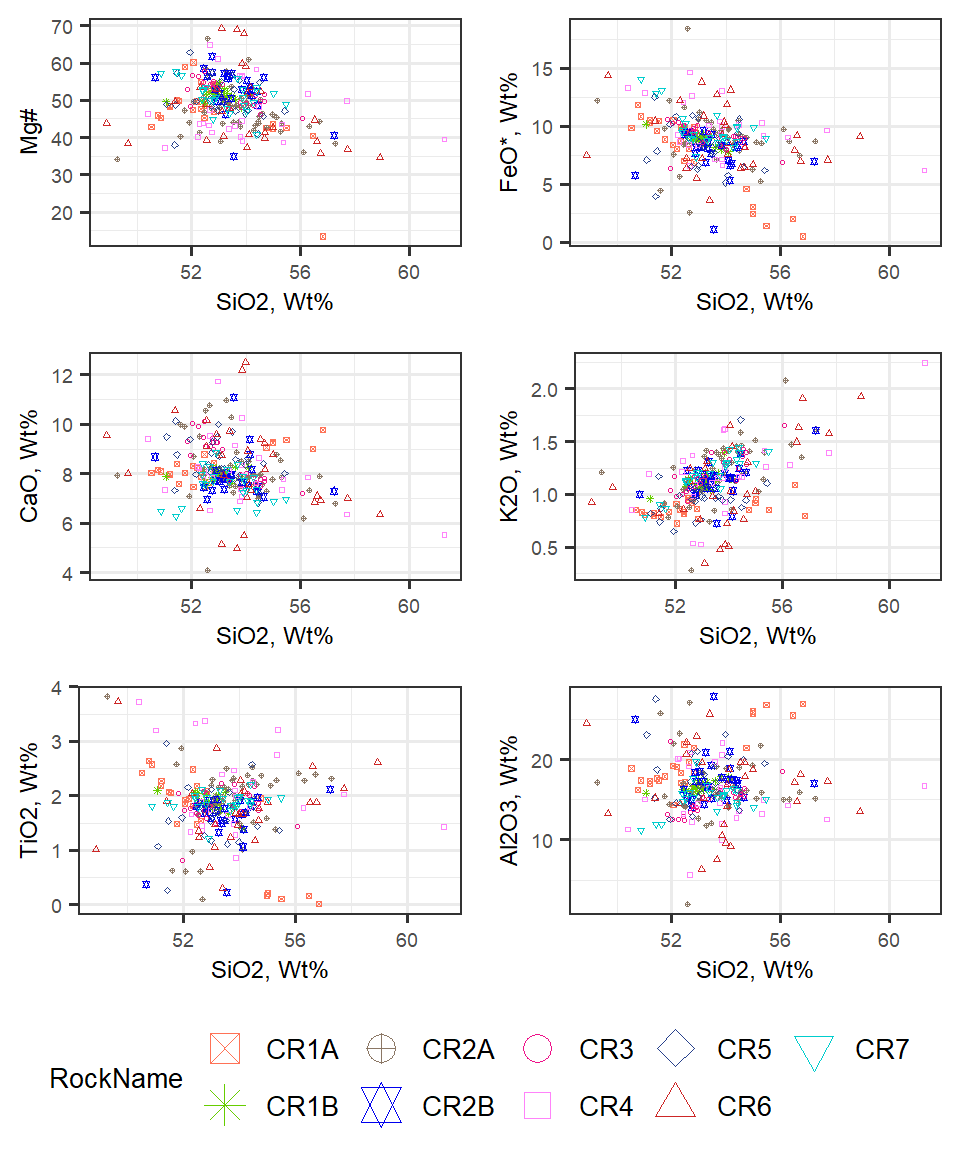 70
60
50
40
30
20
Mg#
52 56 60
SiO2, Wt%
15
10
5
0
FeO*, Wt%
52 56 60
SiO2, Wt%
12
10
8
6
4
CaO, Wt%
52 56 60
SiO2, Wt%
2.0
1.5
1.0
0.5
K2O, Wt%
52 56 60
SiO2, Wt%
4
3
2
1
0
TiO2, Wt%
52 56 60
SiO2, Wt%
20
10
Al2O3, Wt%
52 56 60
SiO2, Wt%
RockName
CR1A CR2A CR3 CR5 CR7
CR1B CR2B CR4 CR6